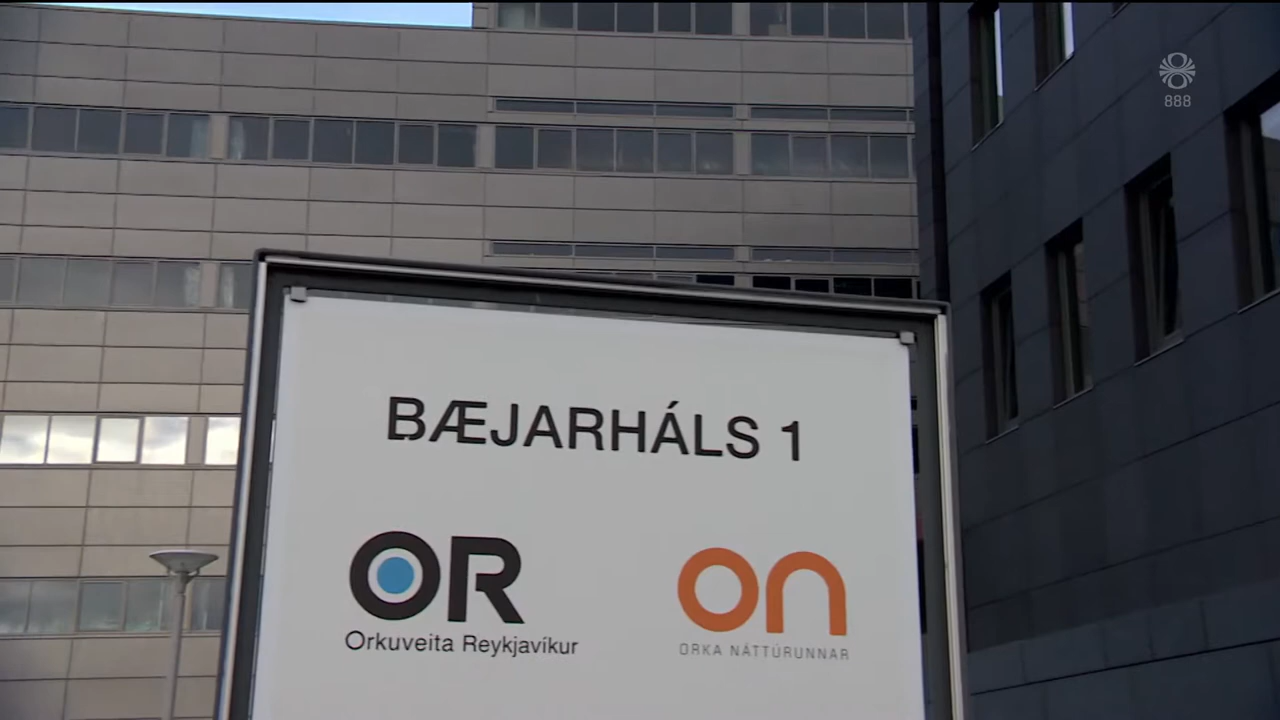 888
BÆJARHÁLS 1
OR
Orkuveita Reykjavíkur
on
ORKA NÁTTÚRUNNAR